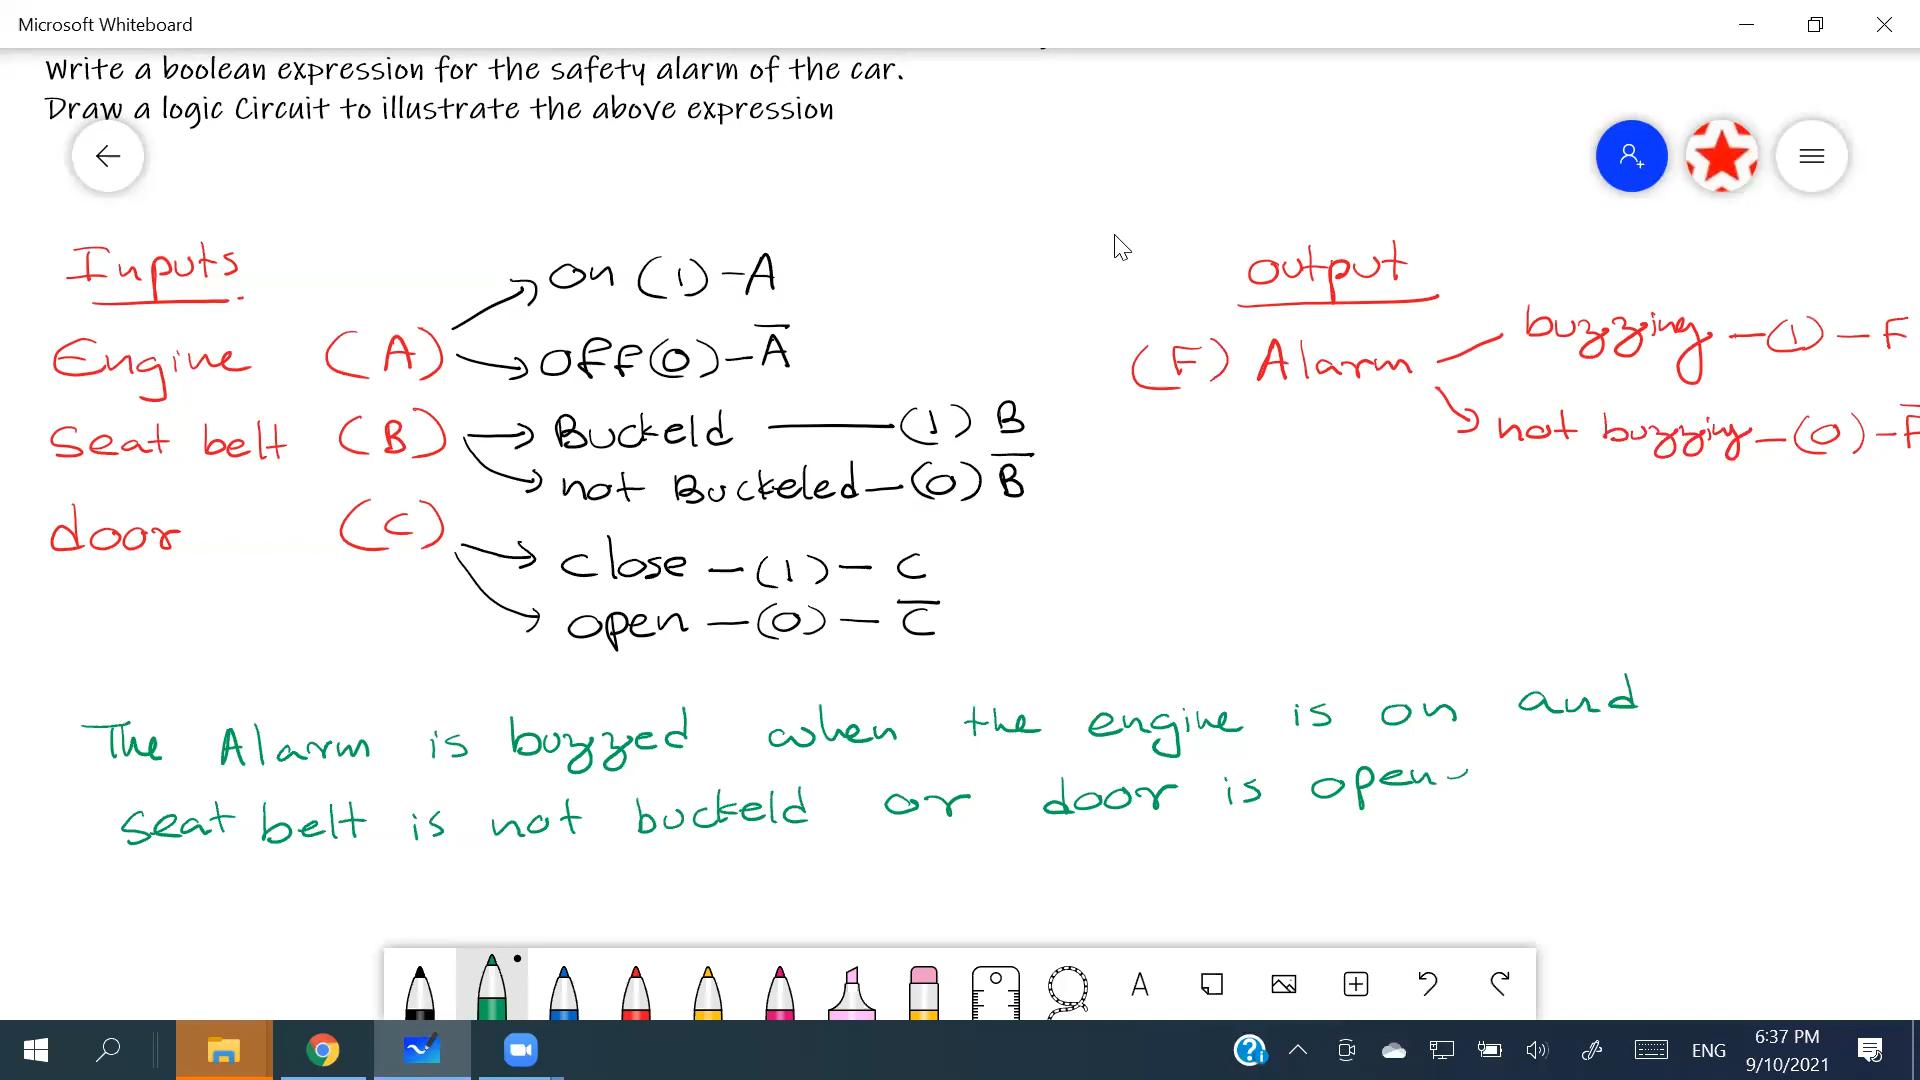 Microsoft Whiteboard
Write a boolean expression for the safety alarm of the car.
Draw a logic Circuit to illustrate the above expression
Inputs
Engine (A)
on (1) - A
off (0) - A̅
Seat belt (B)
Buckeld — (1) B
not Buckeled - (0) B̅
door (C)
close - (1) - C
open - (0) - C̅
output
(F) Alarm
buzzing - (1) - F
not buzzing - (0) - F̅
The Alarm is buzzed when the engine is on and
seat belt is not buckeld or door is open.
A
ENG
6:37 PM
9/10/2021